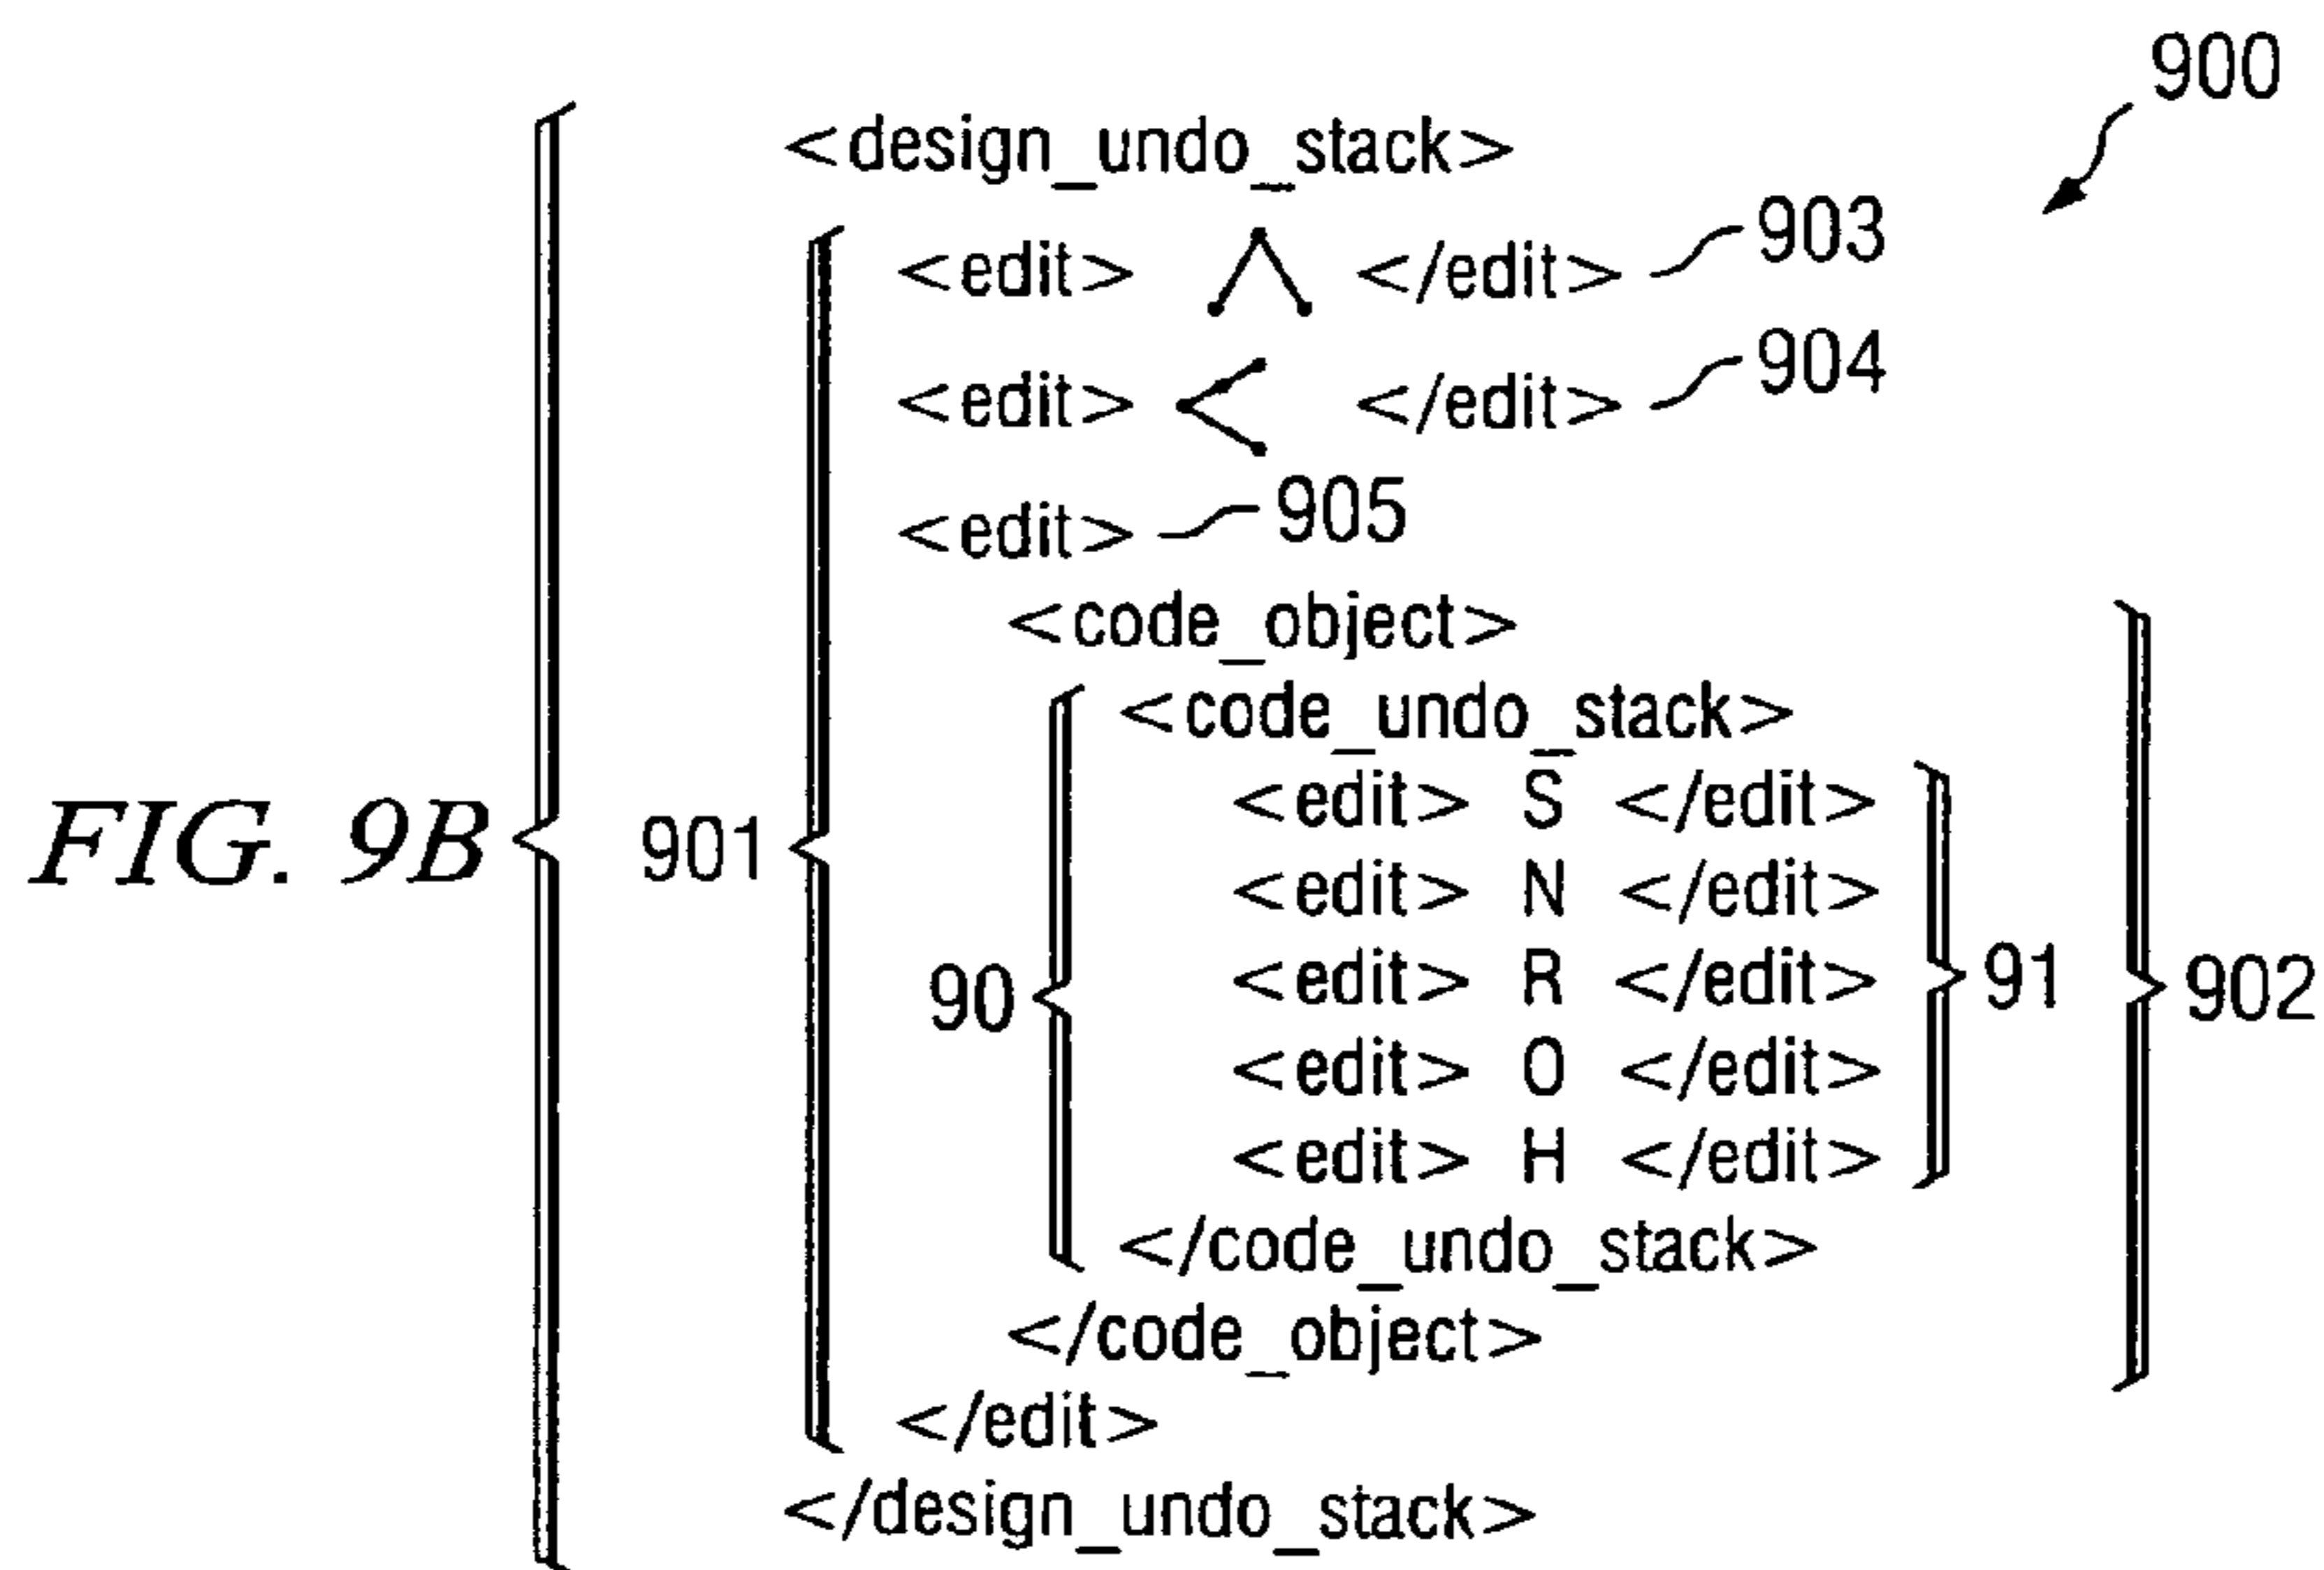 900
<design_undo_stack>
<edit> </edit> 903
<edit> </edit> 904
<edit> 905
<code_object>
<code_undo_stack>
<edit> S </edit>
FIG. 9B 901
<edit> N </edit>
90 <edit> R </edit> 91 902
<edit> O </edit>
<edit> H </edit>
</code_undo_stack>
</code_object>
</edit>
</design_undo_stack>